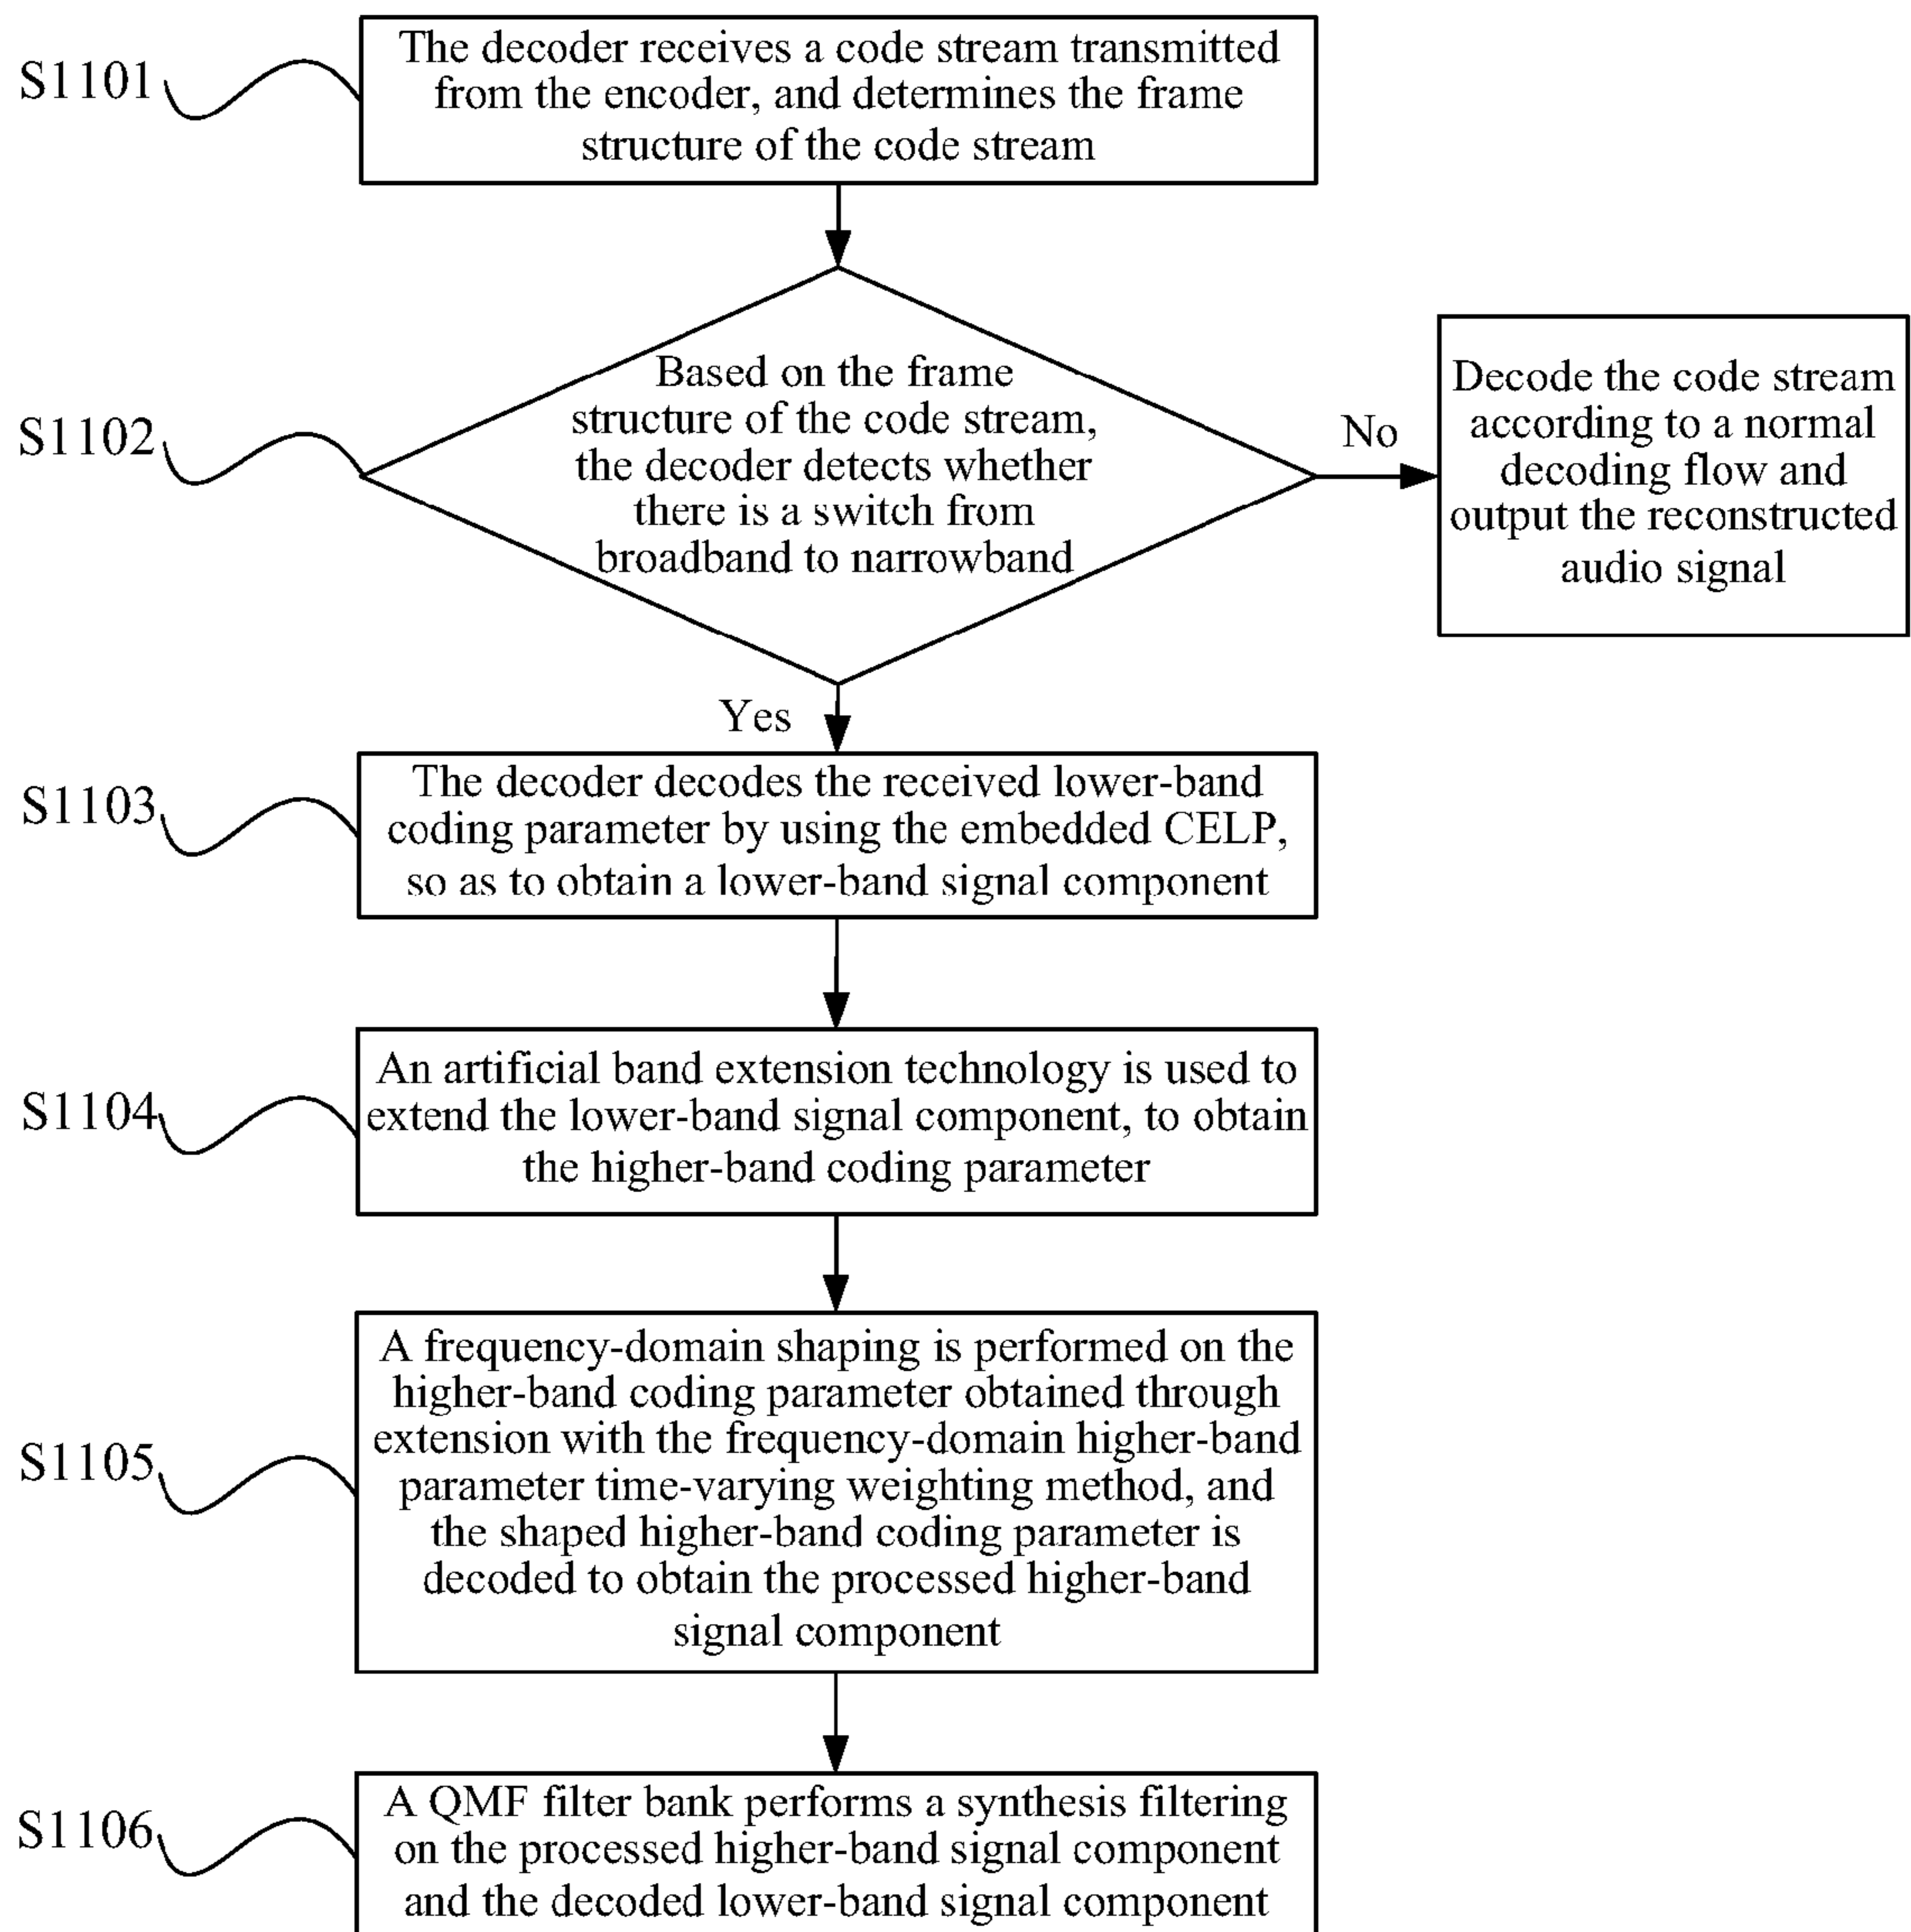 S1101
The decoder receives a code stream transmitted
from the encoder, and determines the frame
structure of the code stream
S1102
Based on the frame
structure of the code stream,
the decoder detects whether
there is a switch from
broadband to narrowband
No
Decode the code stream
according to a normal
decoding flow and
output the reconstructed
audio signal
Yes
S1103
The decoder decodes the received lower-band
coding parameter by using the embedded CELP,
so as to obtain a lower-band signal component
S1104
An artificial band extension technology is used to
extend the lower-band signal component, to obtain
the higher-band coding parameter
S1105
A frequency-domain shaping is performed on the
higher-band coding parameter obtained through
extension with the frequency-domain higher-band
parameter time-varying weighting method, and
the shaped higher-band coding parameter is
decoded to obtain the processed higher-band
signal component
S1106
A QMF filter bank performs a synthesis filtering
on the processed higher-band signal component
and the decoded lower-band signal component